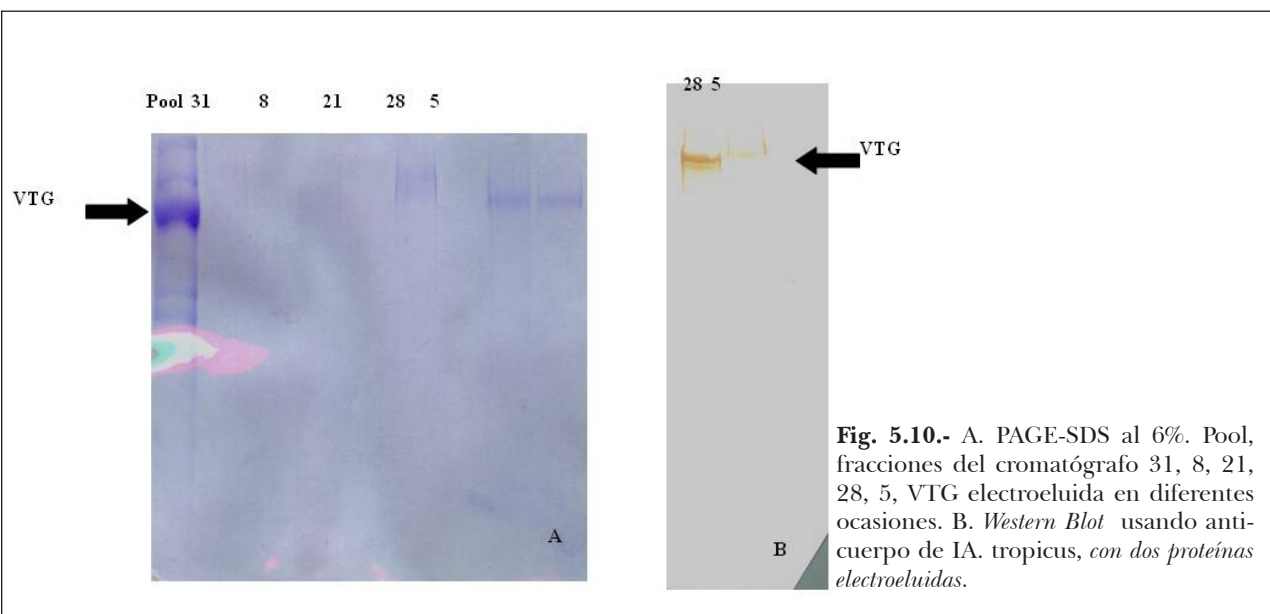 Pool 31 8 21 28 5
VTG
A
28 5
VTG
B
Fig. 5.10.- A. PAGE-SDS al 6%. Pool,
fracciones del cromatógrafo 31, 8, 21,
28, 5, VTG electroeluida en diferentes
ocasiones. B. Western Blot usando anti-
cuerpo de IA. tropicus, con dos proteínas
electroeluidas.